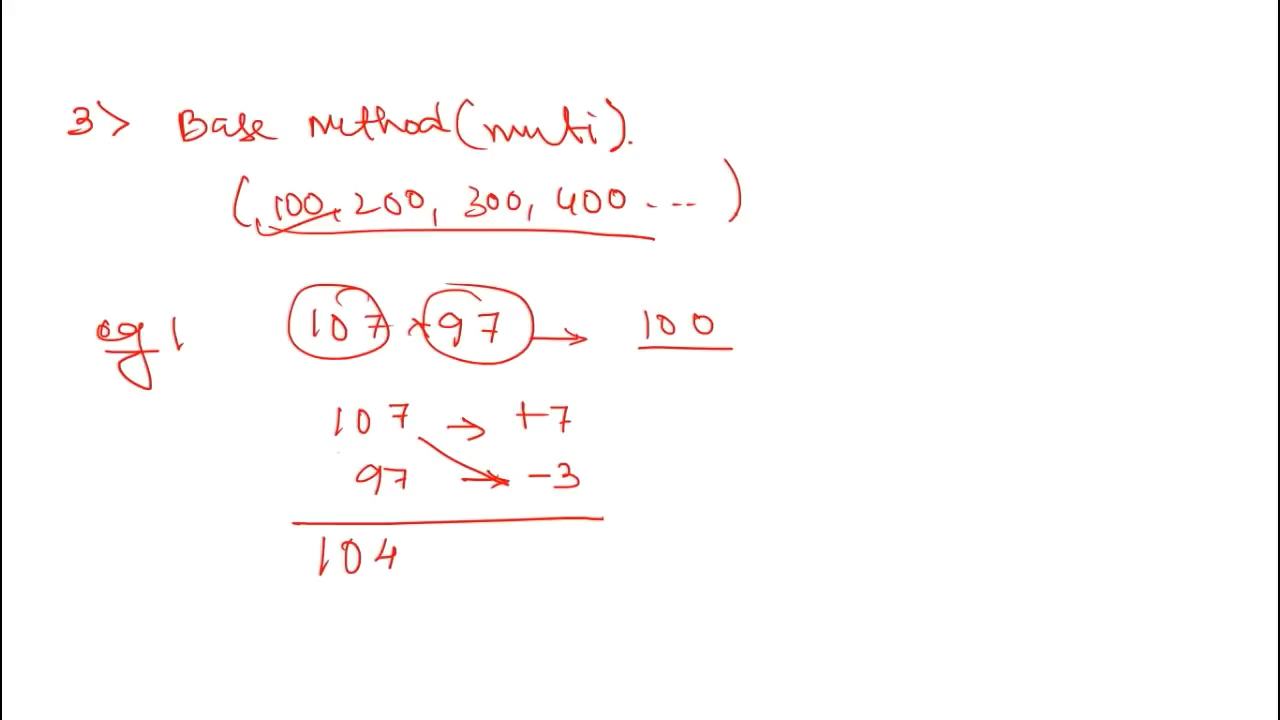 3> Base Method (multi).
(100, 200, 300, 400 ....)
eg 1 107 × 97 → 100
107 → +7
97 → -3
104